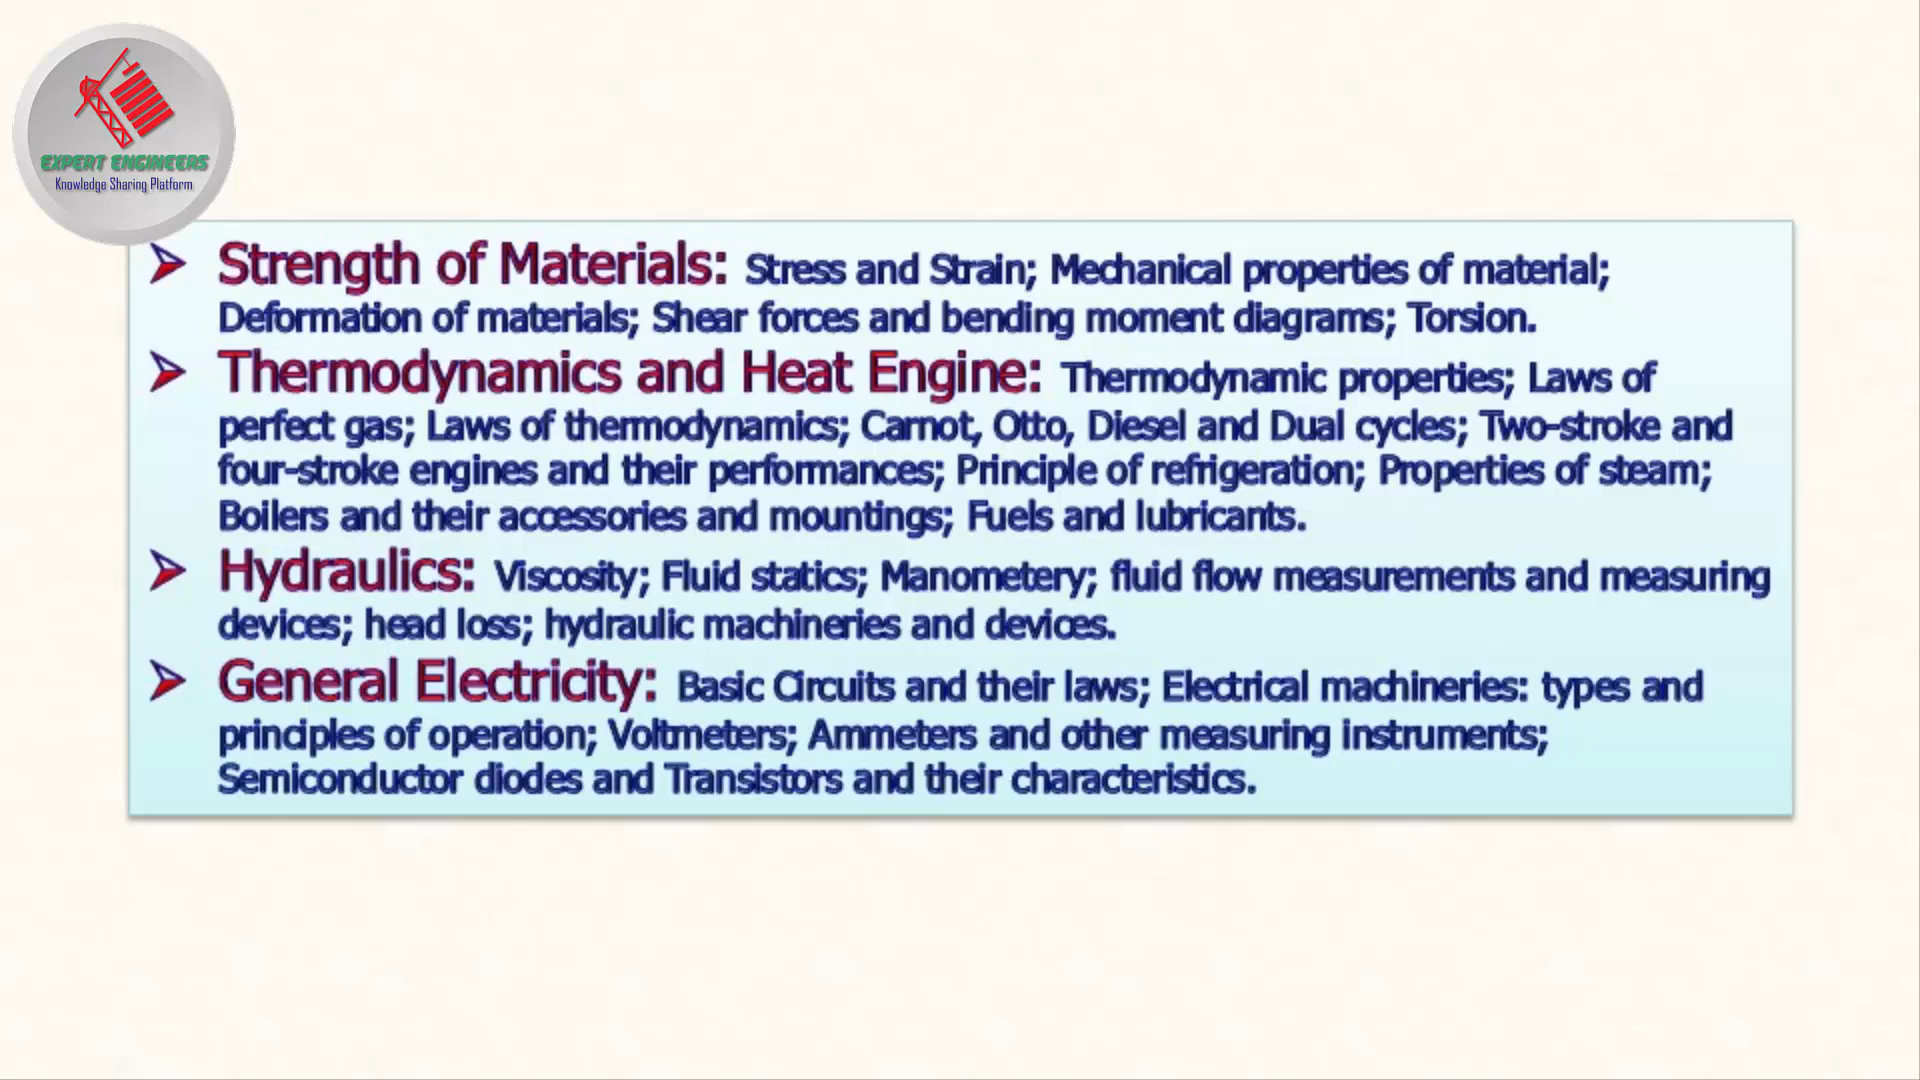 EXPERT ENGINEERS
Knowledge Sharing Platform
Strength of Materials: Stress and Strain; Mechanical properties of material;
Deformation of materials; Shear forces and bending moment diagrams; Torsion.
Thermodynamics and Heat Engine: Thermodynamic properties; Laws of
perfect gas; Laws of thermodynamics; Carnot, Otto, Diesel and Dual cycles; Two-stroke and
four-stroke engines and their performances; Principle of refrigeration; Properties of steam;
Boilers and their accessories and mountings; Fuels and lubricants.
Hydraulics: Viscosity; Fluid statics; Manometery; fluid flow measurements and measuring
devices; head loss; hydraulic machineries and devices.
General Electricity: Basic Circuits and their laws; Electrical machineries: types and
principles of operation; Voltmeters; Ammeters and other measuring instruments;
Semiconductor diodes and Transistors and their characteristics.